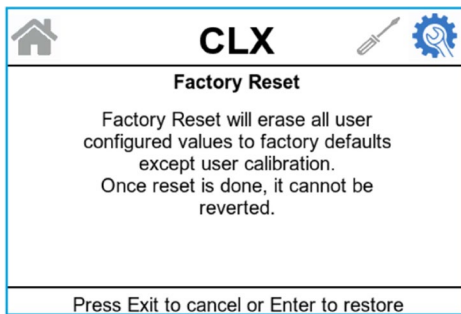 CLX
Factory Reset
Factory Reset will erase all user
configured values to factory defaults
except user calibration.
Once reset is done, it cannot be
reverted.
Press Exit to cancel or Enter to restore